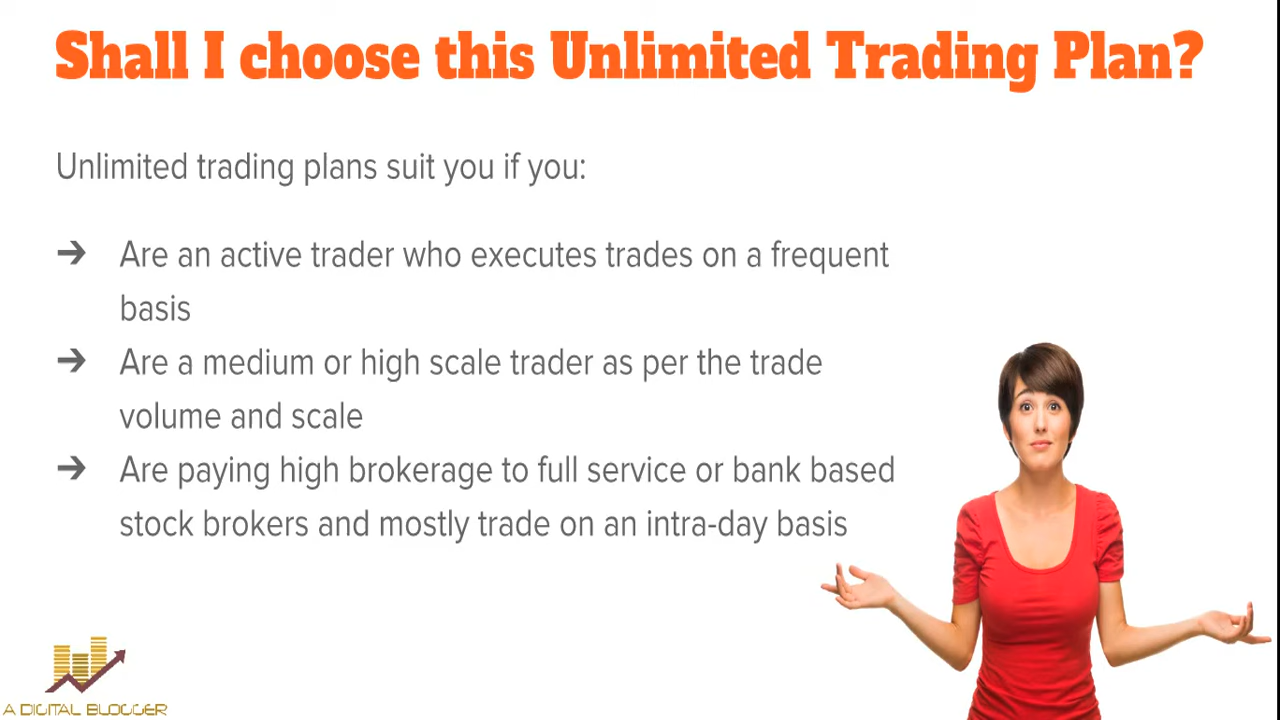 Shall I choose this Unlimited Trading Plan?
Unlimited trading plans suit you if you:
➔ Are an active trader who executes trades on a frequent
basis
➔ Are a medium or high scale trader as per the trade
volume and scale
➔ Are paying high brokerage to full service or bank based
stock brokers and mostly trade on an intra-day basis
A DIGITAL BLOGGER